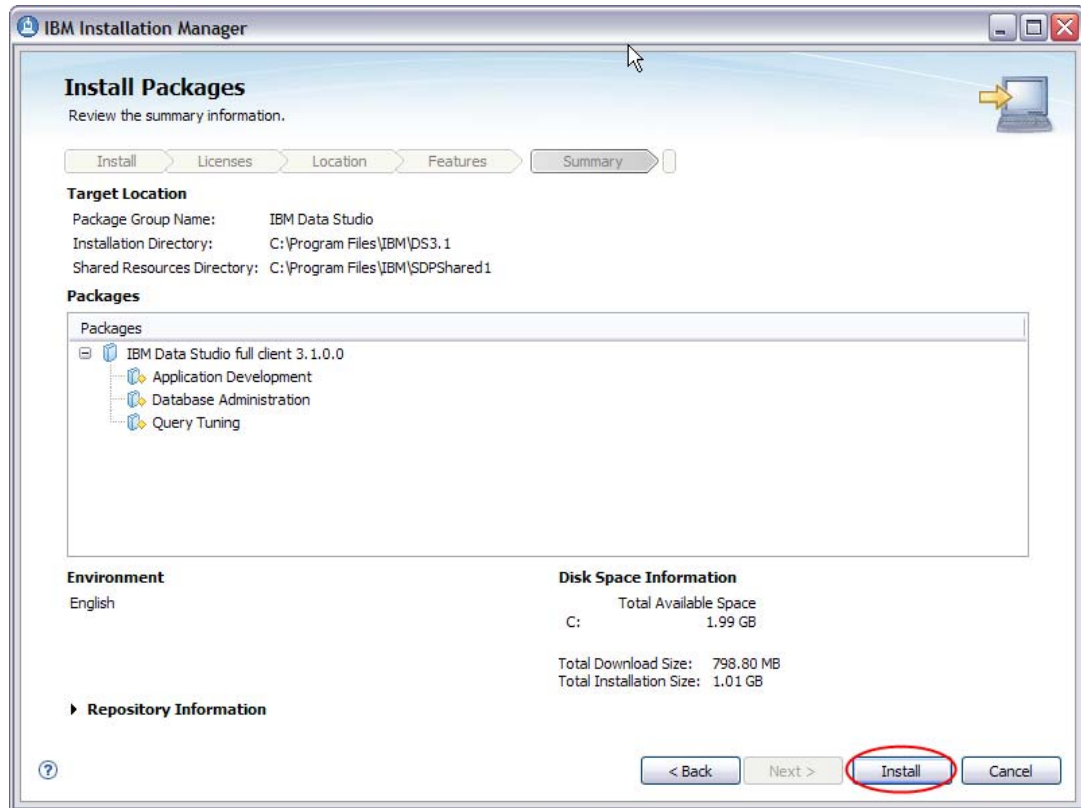 IBM Installation Manager
Install Packages
Review the summary information.
Install Licenses Location Features Summary
Target Location
Package Group Name: IBM Data Studio
Installation Directory: C:\Program Files\IBM\DS3.1
Shared Resources Directory: C:\Program Files\IBM\SDPShared1
Packages
Packages
IBM Data Studio full client 3.1.0.0
Application Development
Database Administration
Query Tuning
Environment
English
Disk Space Information
Total Available Space
C: 1.99 GB
Total Download Size: 798.80 MB
Total Installation Size: 1.01 GB
Repository Information
? < Back Next > Install Cancel